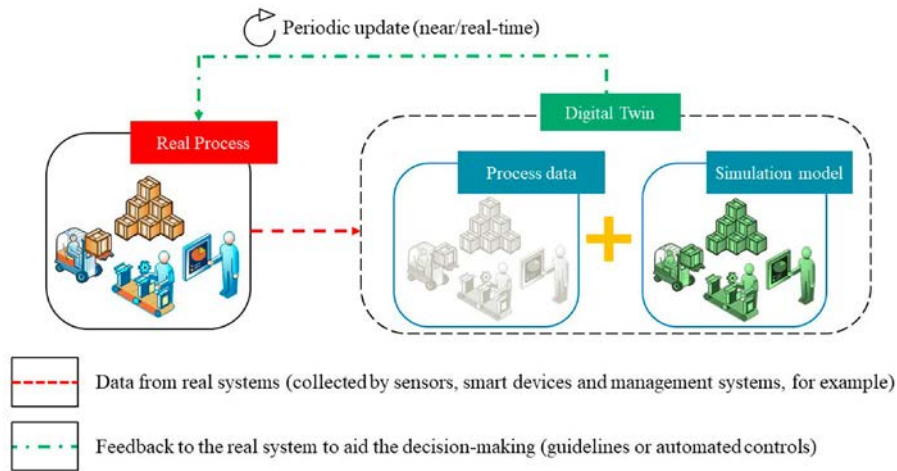 Periodic update (near/real-time)
Digital Twin
Real Process
Process data
Simulation model
Data from real systems (collected by sensors, smart devices and management systems, for example)
Feedback to the real system to aid the decision-making (guidelines or automated controls)